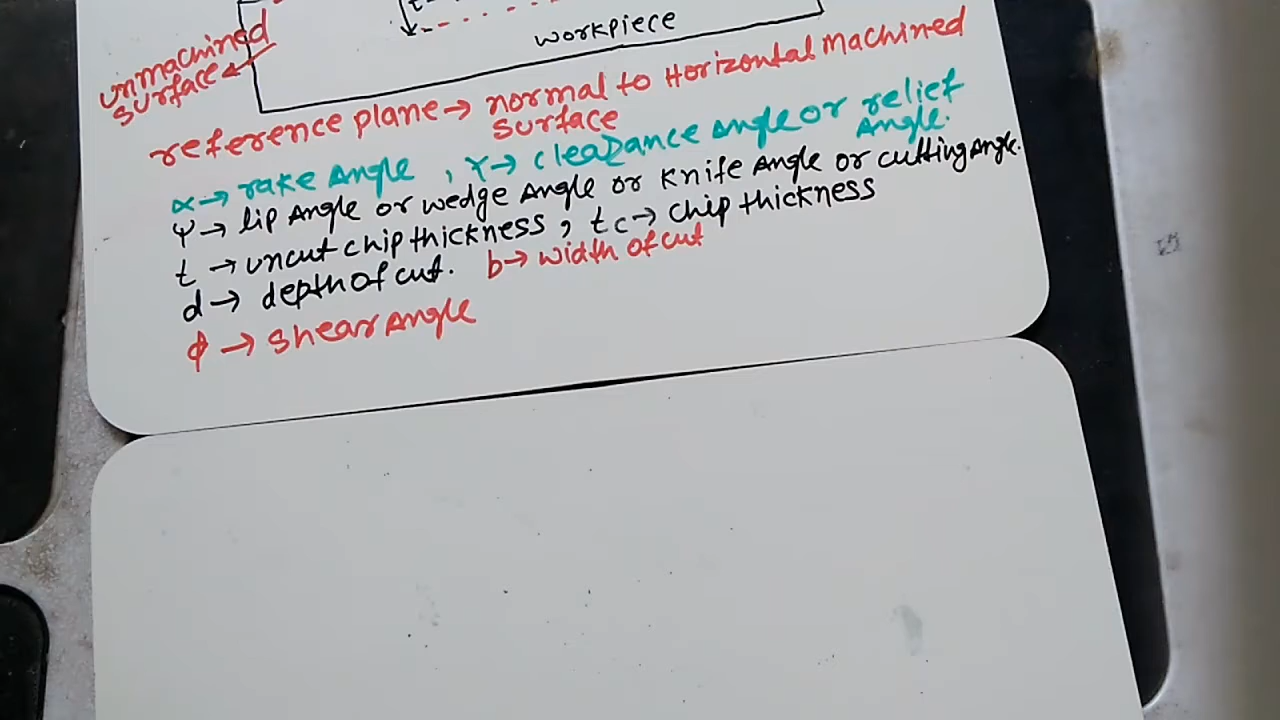 t
workpiece
unmachined
surface
reference plane → normal to Horizontal Machined
surface
α → rake Angle , γ → clearance Angle or relief
Angle.
ψ → lip Angle or wedge Angle or Knife Angle or cutting Angle.
t → uncut chip thickness , tc → chip thickness
d → depth of cut. b → width of cut
ϕ → shear Angle